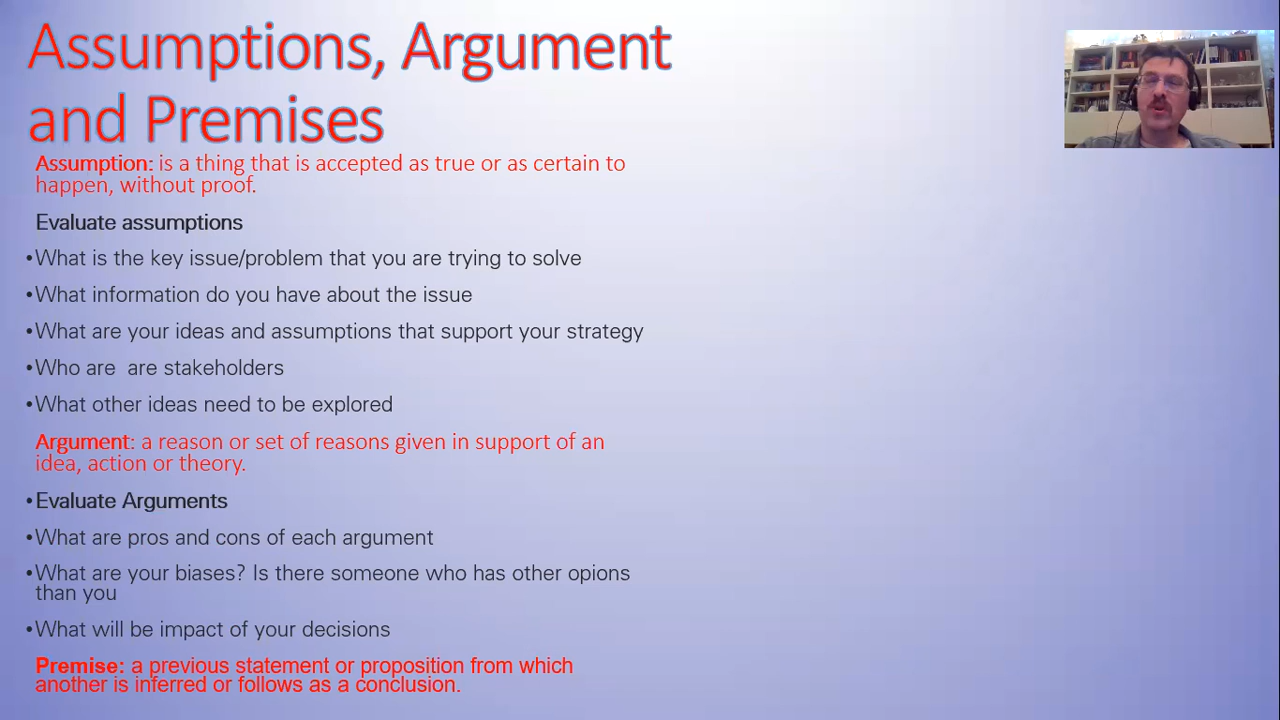 Assumptions, Argument
and Premises
Assumption: is a thing that is accepted as true or as certain to
happen, without proof.
Evaluate assumptions
•What is the key issue/problem that you are trying to solve
•What information do you have about the issue
•What are your ideas and assumptions that support your strategy
•Who are  are stakeholders
•What other ideas need to be explored
Argument: a reason or set of reasons given in support of an
idea, action or theory.
•Evaluate Arguments
•What are pros and cons of each argument
•What are your biases? Is there someone who has other opions
than you
•What will be impact of your decisions
Premise: a previous statement or proposition from which
another is inferred or follows as a conclusion.